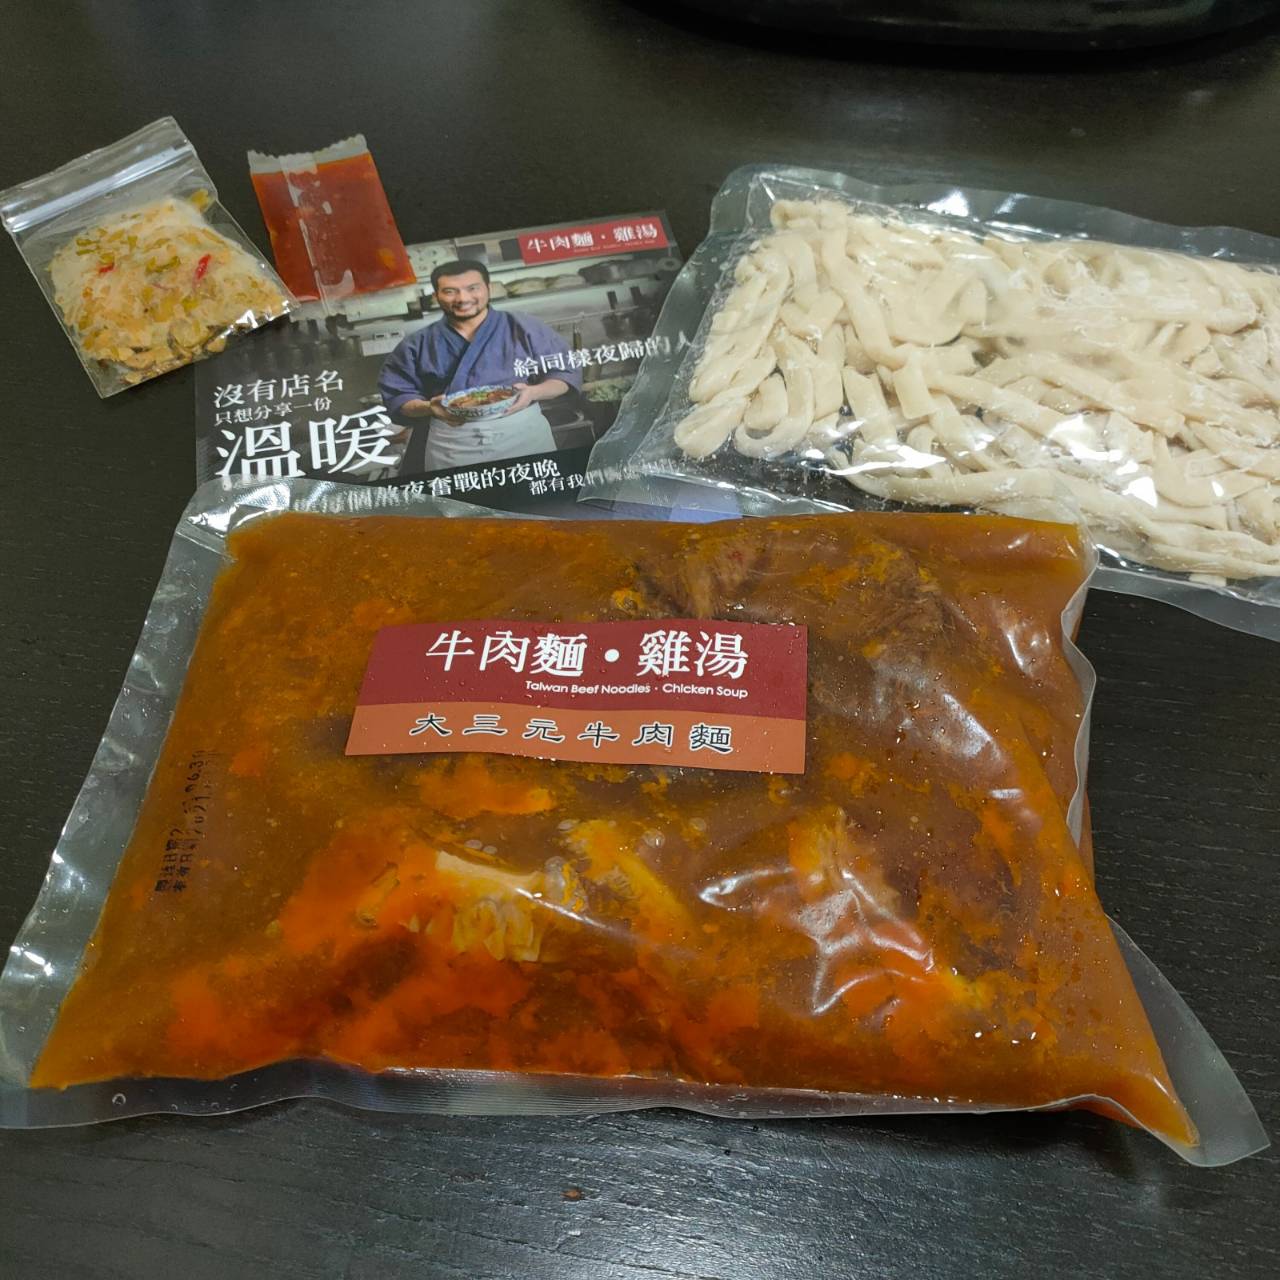 牛肉麵・雞湯
給同樣夜歸的人
沒有店名
只想分享一份
溫暖
個熬夜奮戰的夜晚
都有我們
牛肉麵・雞湯
Taiwan Beef Noodles · Chicken Soup
大三元牛肉麵